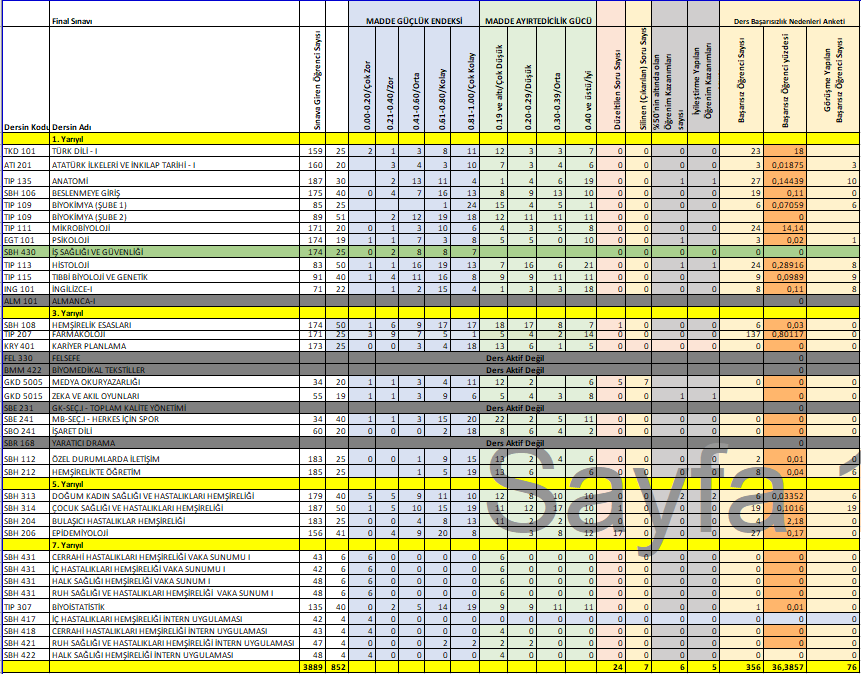 Final Sınavı MADDE GÜÇLÜK ENDEKSİ MADDE AYIRTEDİCİLİK GÜCÜ Ders Başarısızlık Nedenleri Anketi
Dersin Kodu Dersin Adı Sınava Giren Öğrenci Sayısı 0.00-0.20/Çok Zor 0.21-0.40/Zor 0.41-0.60/Orta 0.61-0.80/Kolay 0.81-1.00/Çok Kolay 0.19 ve altı/Çok Düşük 0.20-0.29/Düşük 0.30-0.39/Orta 0.40 ve üstü/İyi Düzeltilen Soru Sayısı Silinen (Çıkarılan) Soru Sayısı %50'nin altında olan Öğrenim Kazanımları sayısı İyileştirme Yapılan Öğrenim Kazanımları Başarısız Öğrenci Sayısı Başarısız Öğrenci yüzdesi Görüşme Yapılan Başarısız Öğrenci Sayısı
1. Yarıyıl
TKD 101 TÜRK DİLİ - I 159 25 2 1 3 8 11 12 3 3 7 0 0 23 18
ATI 201 ATATÜRK İLKELERİ VE İNKILAP TARİHİ - I 160 20 3 4 3 10 7 3 4 6 0 0 3 0,01875 3
TIP 135 ANATOMİ 187 30 2 13 11 4 1 4 6 19 0 0 1 1 27 0,14439 10
SBH 106 BESLENMEYE GİRİŞ 175 40 0 4 7 16 13 8 9 13 10 0 0 19 0,11 0
TIP 109 BİYOKİMYA (ŞUBE 1) 85 25 1 24 15 4 5 1 0 0 6 0,07059 6
TIP 109 BİYOKİMYA (ŞUBE 2) 89 51 2 12 19 18 12 11 11 11 0 0 0
TIP 111 MİKROBİYOLOJİ 171 20 0 1 3 10 6 4 3 5 8 0 0 24 14,14 0
EGT 101 PSİKOLOJİ 174 19 1 1 7 3 8 5 5 0 10 0 0 1 3 0,02 1
SBH 430 İŞ SAĞLIĞI VE GÜVENLİĞİ 174 25 0 2 8 8 7 0 0 0 0 0
TIP 113 HİSTOLOJİ 83 50 1 1 16 19 13 7 16 6 21 0 0 1 1 24 0,28916 8
TIP 115 TIBBİ BİYOLOJİ VE GENETİK 91 40 1 4 11 16 8 9 9 11 11 0 0 9 0,0989 9
ING 101 İNGİLİZCE-I 71 22 1 2 15 4 1 3 3 18 0 0 8 0,11 8
ALM 101 ALMANCA-I 0
3. Yarıyıl
SBH 108 HEMŞİRELİK ESASLARI 174 50 1 6 9 17 17 18 17 8 7 1 0 6 0,03 0
TIP 207 FARMAKOLOJİ 171 25 3 9 7 5 1 5 4 2 14 0 0 137 0,80117 0
KRY 401 KARİYER PLANLAMA 173 25 0 0 3 4 18 13 6 1 5 0 0 0 0 0 0 0
FEL 330 FELSEFE Ders Aktif Değil 0
BMM 422 BİYOMEDİKAL TEKSTİLLER Ders Aktif Değil 0
GKD 5005 MEDYA OKURYAZARLIĞI 34 20 1 1 3 4 11 12 2 6 5 7 0 0 0
GKD 5015 ZEKA VE AKIL OYUNLARI 55 19 1 1 3 9 6 5 4 3 8 0 0 1 1 0 0 0
SBE 231 GK-SEÇ.I - TOPLAM KALİTE YÖNETİMİ Ders Aktif Değil 0
SBE 241 MB-SEÇ.I - HERKES İÇİN SPOR 34 40 1 1 3 15 20 22 2 5 11 0 0 0 0 0
SBO 241 İŞARET DİLİ 60 20 0 0 0 2 18 8 6 4 2 0 0 0 0 0
SBR 168 YARATICI DRAMA Ders Aktif Değil 0
SBH 112 ÖZEL DURUMLARDA İLETİŞİM 183 25 0 0 1 9 15 13 2 4 6 0 0 2 0,01 0
SBH 212 HEMŞİRELİKTE ÖĞRETİM 185 25 1 5 19 13 6 6 0 0 8 0,04 6
5. Yarıyıl
SBH 313 DOĞUM KADIN SAĞLIĞI VE HASTALIKLARI HEMŞİRELİĞİ 179 40 5 5 9 11 10 12 8 10 10 0 0 2 2 6 0,03352 6
SBH 314 ÇOCUK SAĞLIĞI VE HASTALIKLARI HEMŞİRELİĞİ 187 50 1 5 10 15 19 11 12 17 10 1 0 19 0,1016 19
SBH 204 BULAŞICI HASTALIKLAR HEMŞİRELİĞİ 183 25 0 0 4 8 13 11 2 2 10 0 0 4 2,18 0
SBH 206 EPİDEMİYOLOJİ 156 41 0 4 9 20 8 3 8 12 17 0 27 0,17 0
7. Yarıyıl
SBH 431 CERRAHİ HASTALIKLARI HEMŞİRELİĞİ VAKA SUNUMU I 43 6 6 0 0 0 0 0 0 0 0 0 0 0 0 0 0 0
SBH 431 İÇ HASTALIKLARI HEMŞİRELİĞİ VAKA SUNUMU I 42 6 6 0 0 0 0 0 0 0 0 0 0 0 0 0 0 0
SBH 431 HALK SAĞLIĞI HEMŞİRELİĞİ VAKA SUNUM I 48 6 6 0 0 0 0 0 0 0 0 0 0 0 0 0 0 0
SBH 431 RUH SAĞLIĞI VE HASTALIKLARI HEMŞİRELİĞİ VAKA SUNUM I 48 6 6 0 0 0 0 0 0 0 0 0 0 0 0 0 0 0
TIP 307 BİYOİSTATİSTİK 135 40 0 2 5 14 19 9 9 11 11 0 0 1 0,01 0
SBH 417 İÇ HASTALIKLARI HEMŞİRELİĞİ İNTERN UYGULAMASI 42 4 4 0 0 0 0 0 0 0 0 0 0 0 0 0 0 0
SBH 418 CERRAHİ HASTALIKLARI HEMŞİRELİĞİ İNTERN UYGULAMASI 43 4 4 0 0 0 0 0 0 0 0 0 0 0 0 0
SBH 421 RUH SAĞLIĞI VE HASTALIKLARI HEMŞİRELİĞİ İNTERN UYGULAMASI 47 4 0 0 0 2 2 2 0 0 2 0 0 0 0 0
SBH 422 HALK SAĞLIĞI HEMŞİRELİĞİ İNTERN UYGULAMASI 48 4 4 0 0 0 0 0 0 0 0 0 0 0 0 0
3889 852 24 7 6 5 356 36,3857 76
Sayfa 1